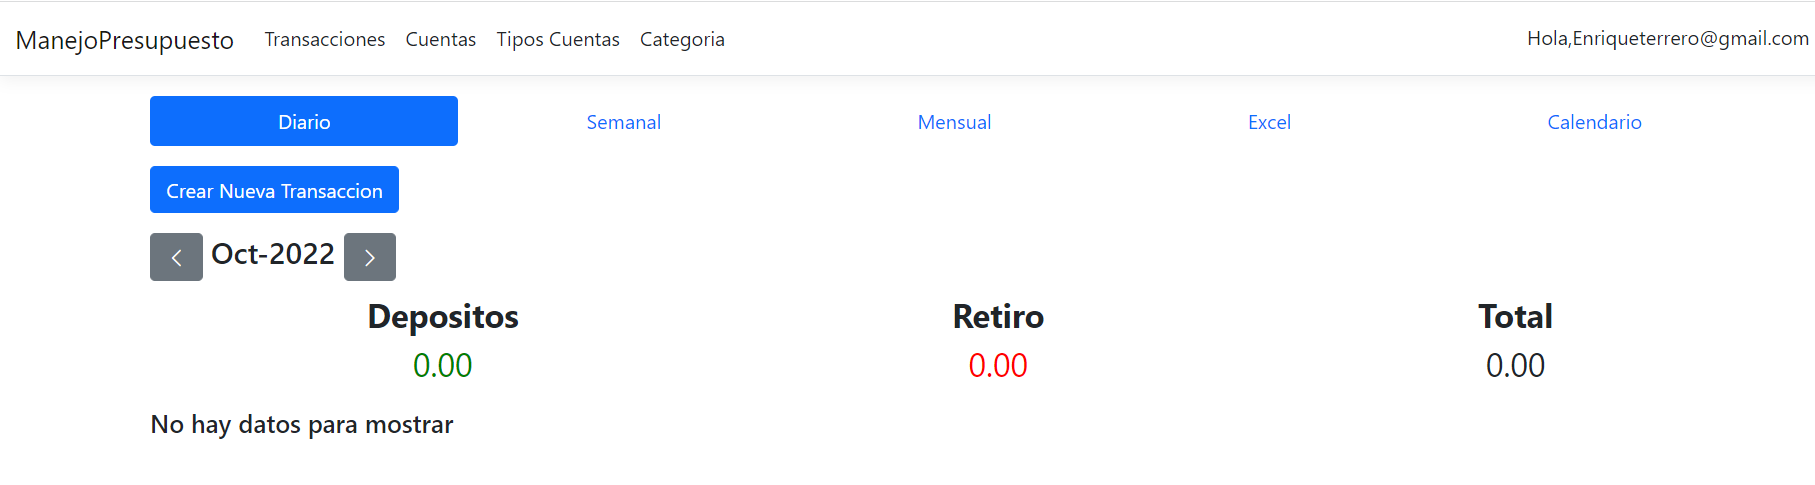 ManejoPresupuesto Transacciones Cuentas Tipos Cuentas Categoria Hola,Enriqueterrero@gmail.com
Diario Semanal Mensual Excel Calendario
Crear Nueva Transaccion
Oct-2022
Depositos Retiro Total
0.00 0.00 0.00
No hay datos para mostrar